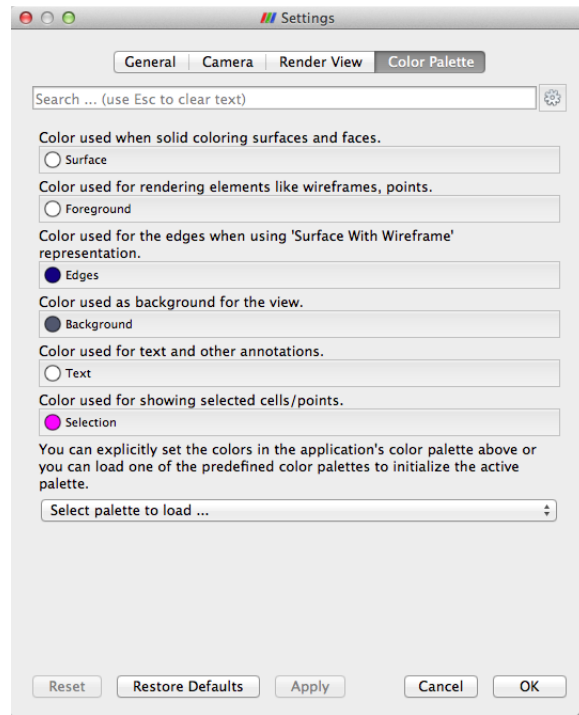 Settings
General Camera Render View Color Palette
Search ... (use Esc to clear text)
Color used when solid coloring surfaces and faces.
Surface
Color used for rendering elements like wireframes, points.
Foreground
Color used for the edges when using 'Surface With Wireframe'
representation.
Edges
Color used as background for the view.
Background
Color used for text and other annotations.
Text
Color used for showing selected cells/points.
Selection
You can explicitly set the colors in the application's color palette above or
you can load one of the predefined color palettes to initialize the active
palette.
Select palette to load ...
Reset Restore Defaults Apply Cancel OK